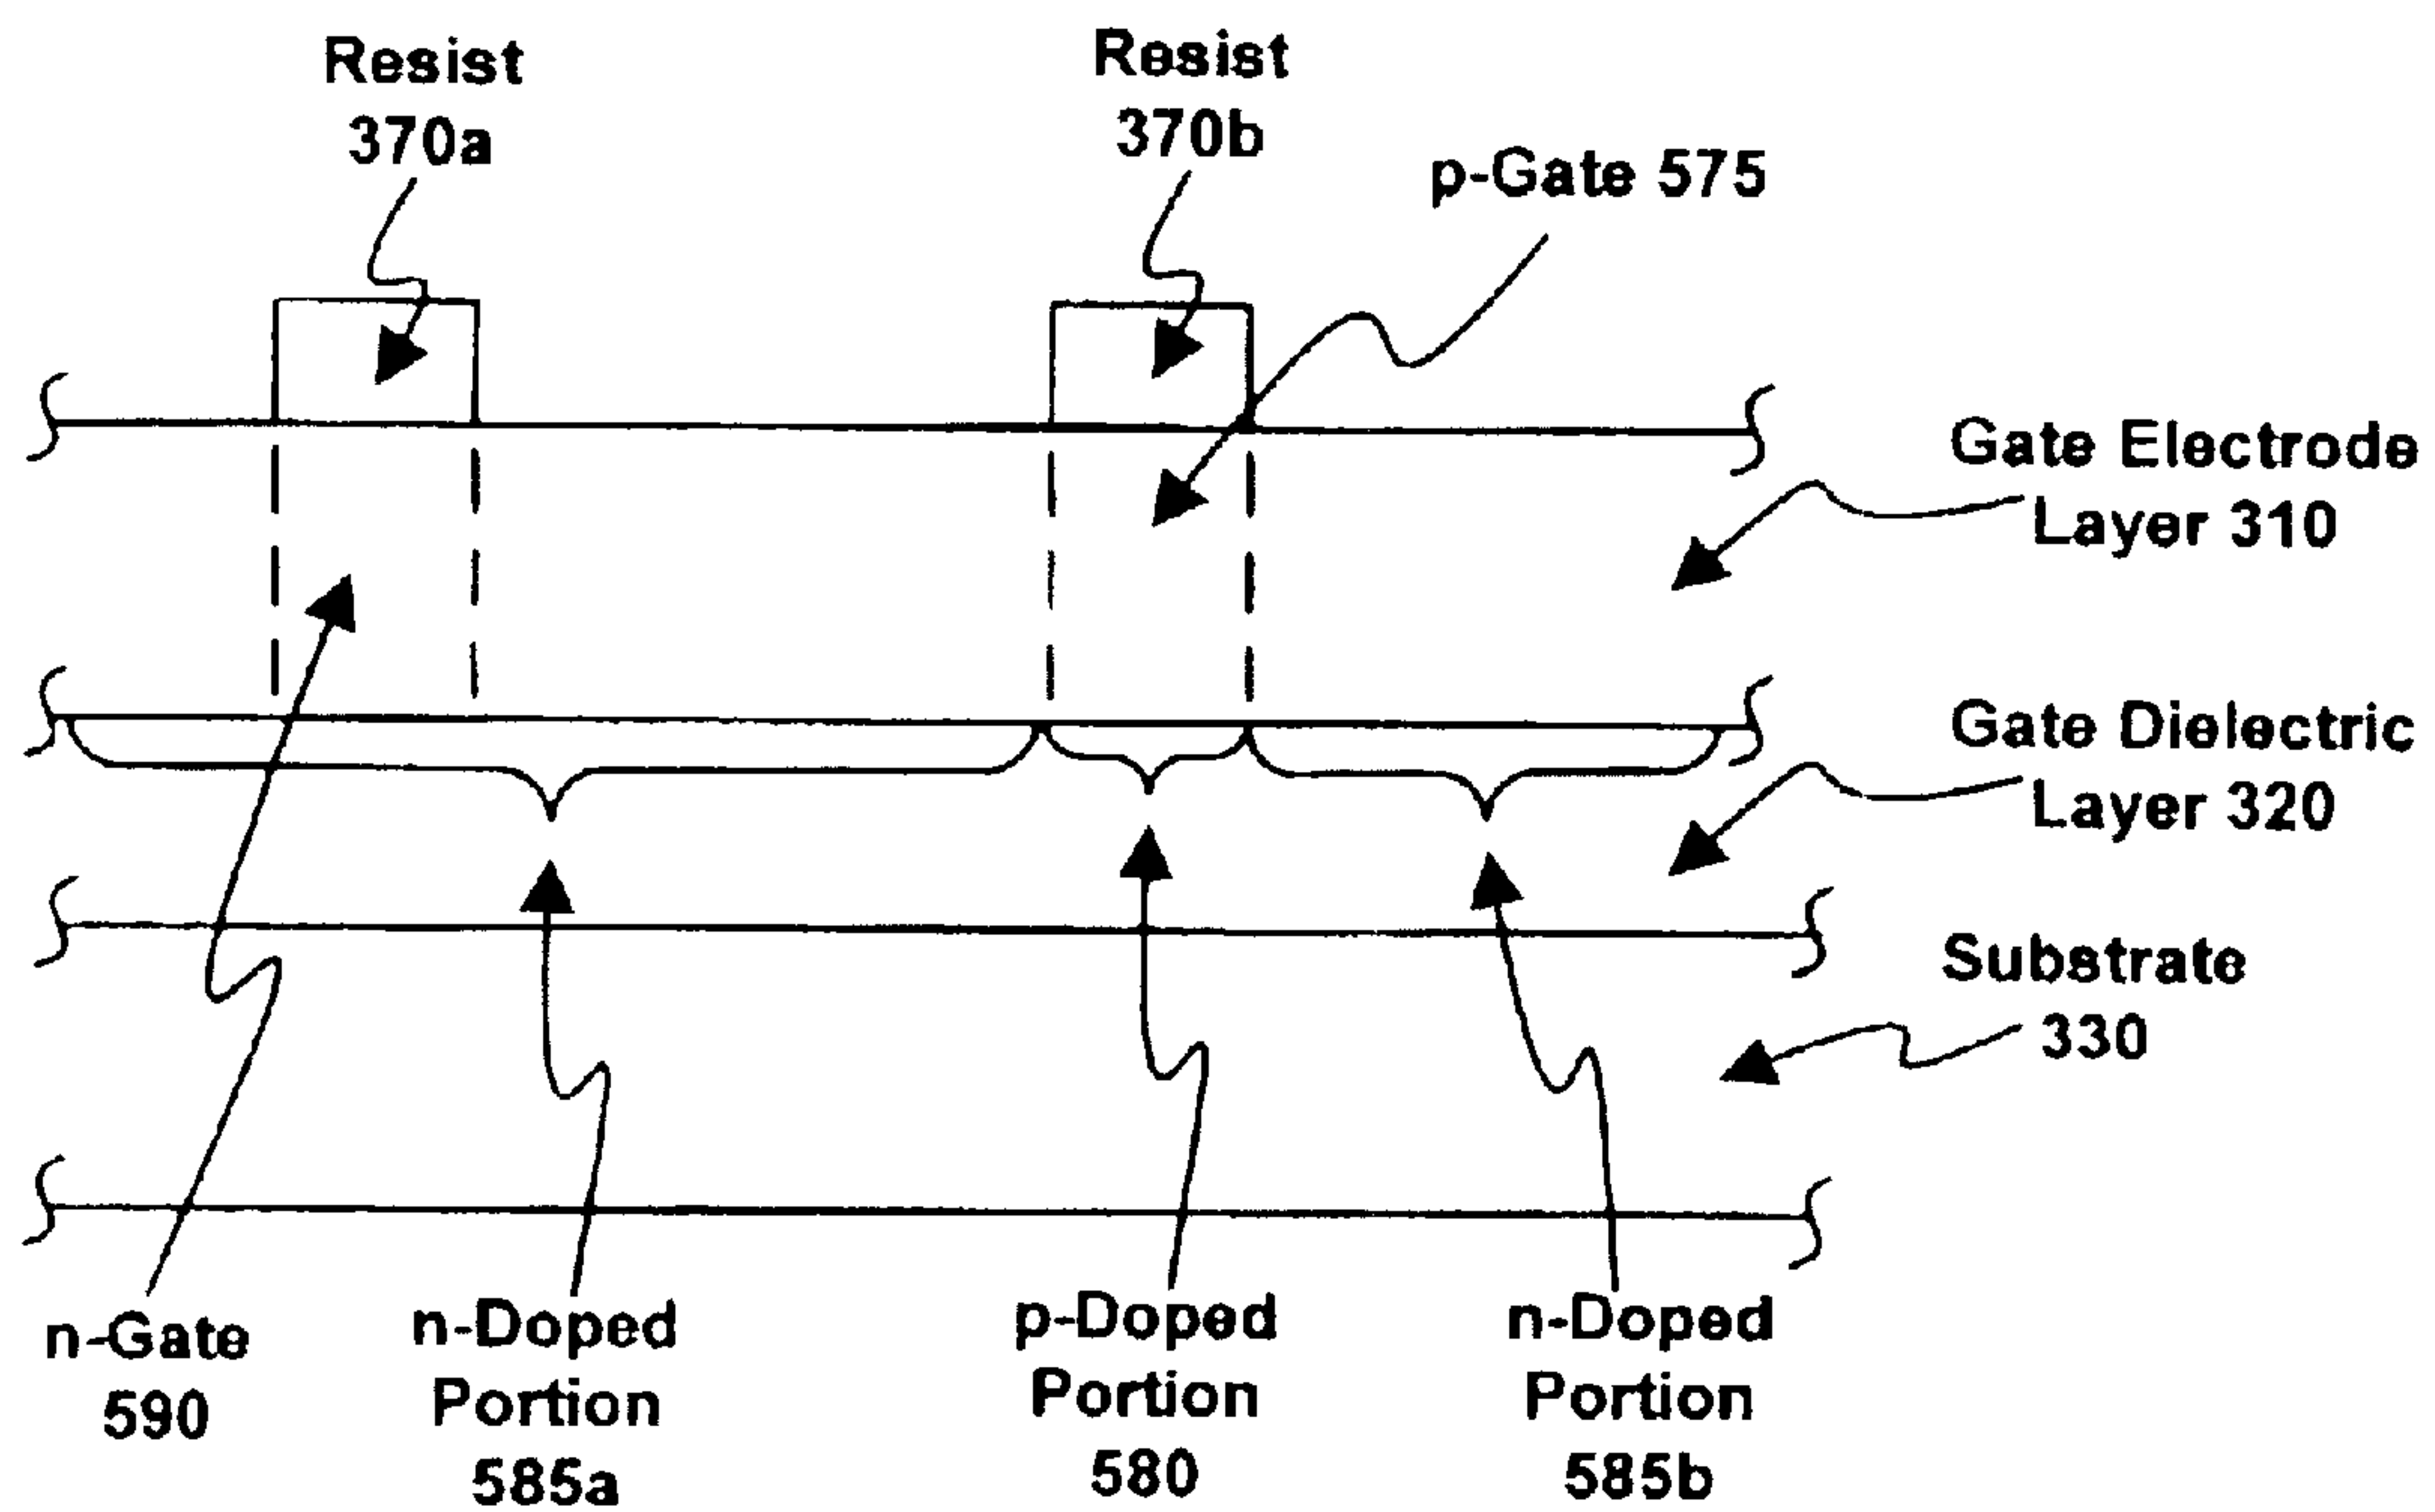 Resist
370a
Resist
370b
p-Gate 575
Gate Electrode
Layer 310
Gate Dielectric
Layer 320
Substrate
330
n-Gate
590
n-Doped
Portion
585a
p-Doped
Portion
580
n-Doped
Portion
585b